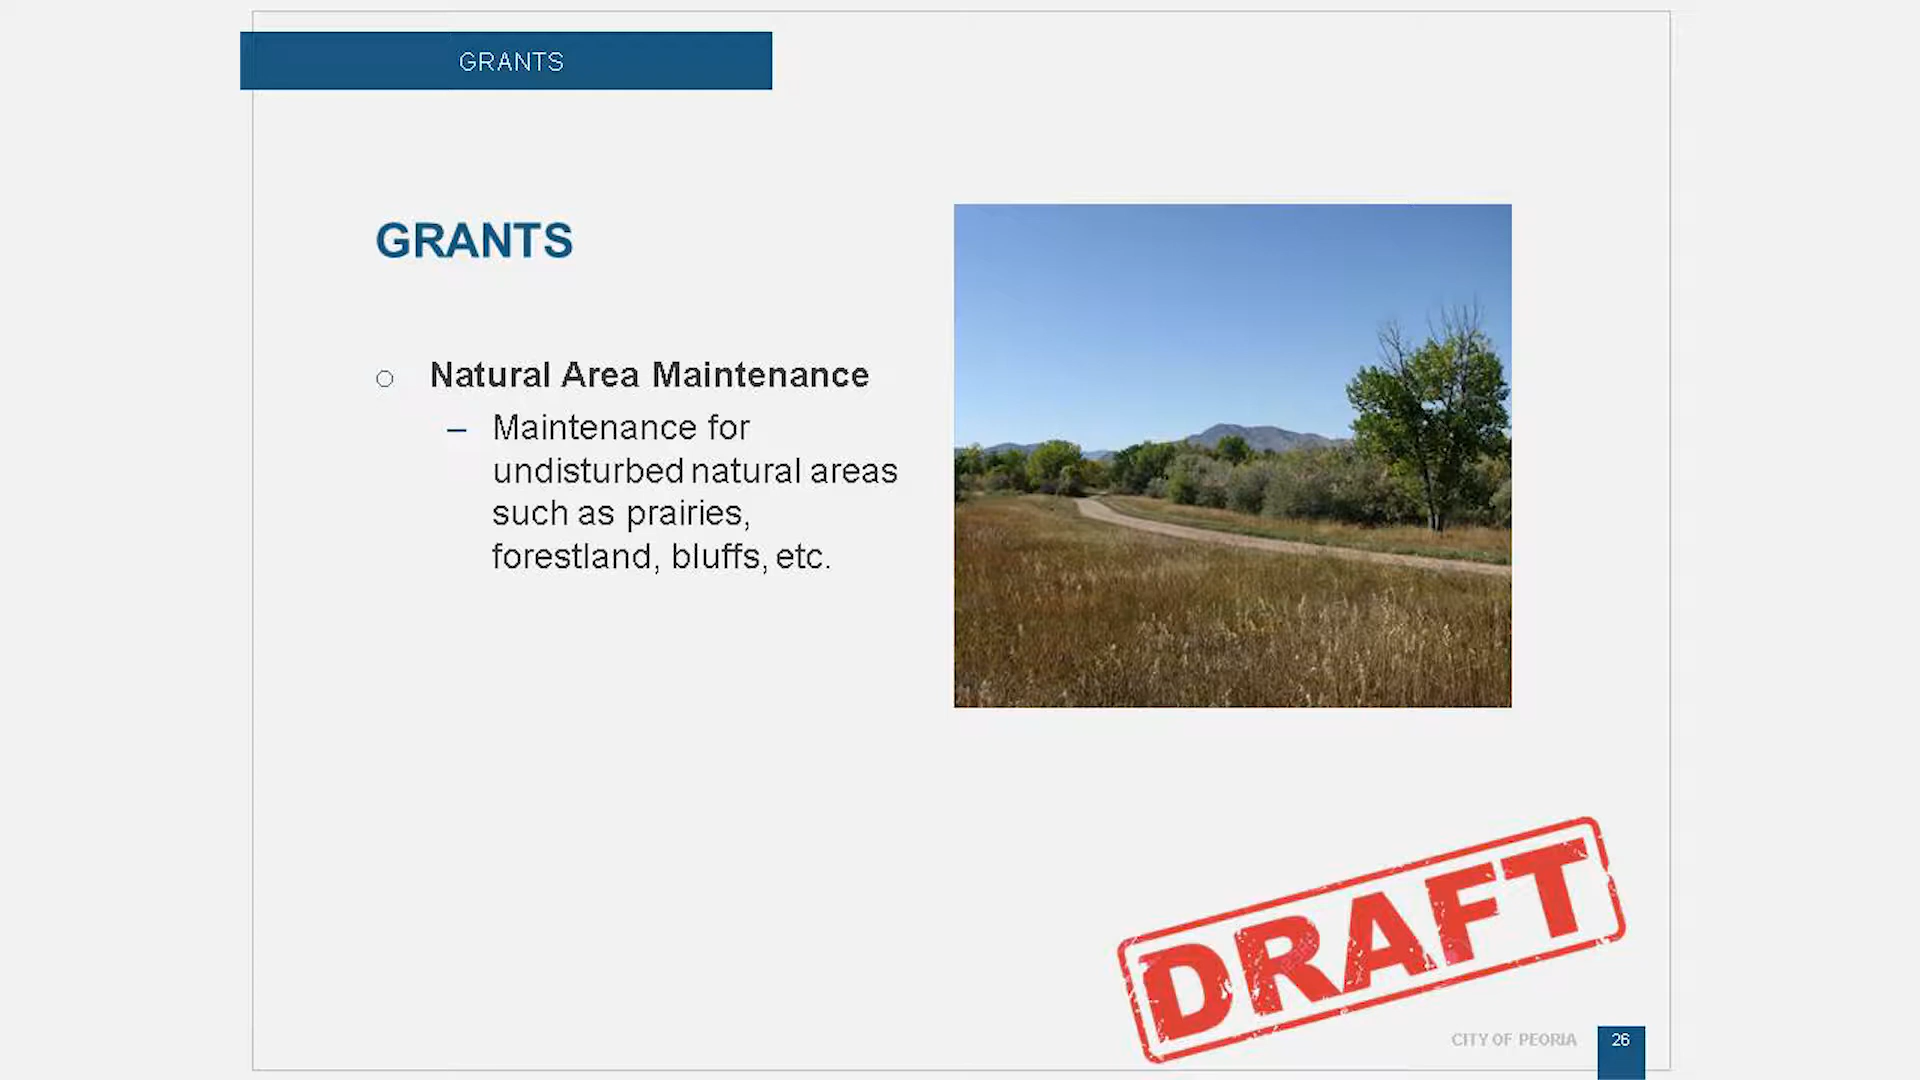 GRANTS
GRANTS
Natural Area Maintenance
– Maintenance for
undisturbed natural areas
such as prairies,
forestland, bluffs, etc.
DRAFT
CITY OF PEORIA
26